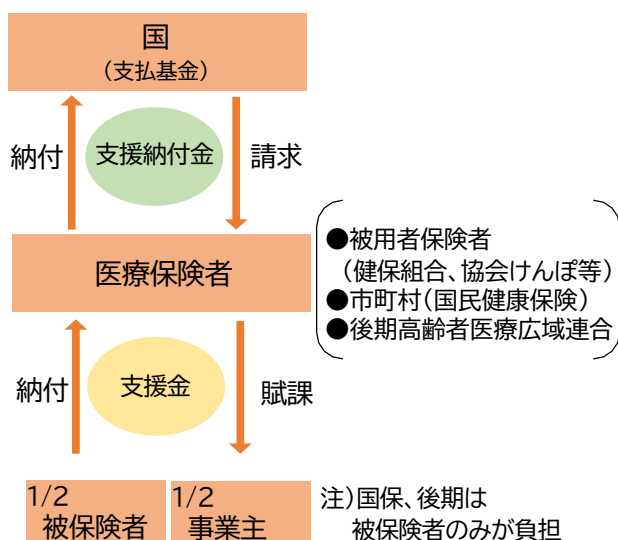 国
（支払基金）
納付
支援納付金
請求
医療保険者
●被用者保険者
（健保組合、協会けんぽ等）
●市町村（国民健康保険）
●後期高齢者医療広域連合
納付
支援金
賦課
1/2
被保険者
1/2
事業主
注）国保、後期は
被保険者のみが負担